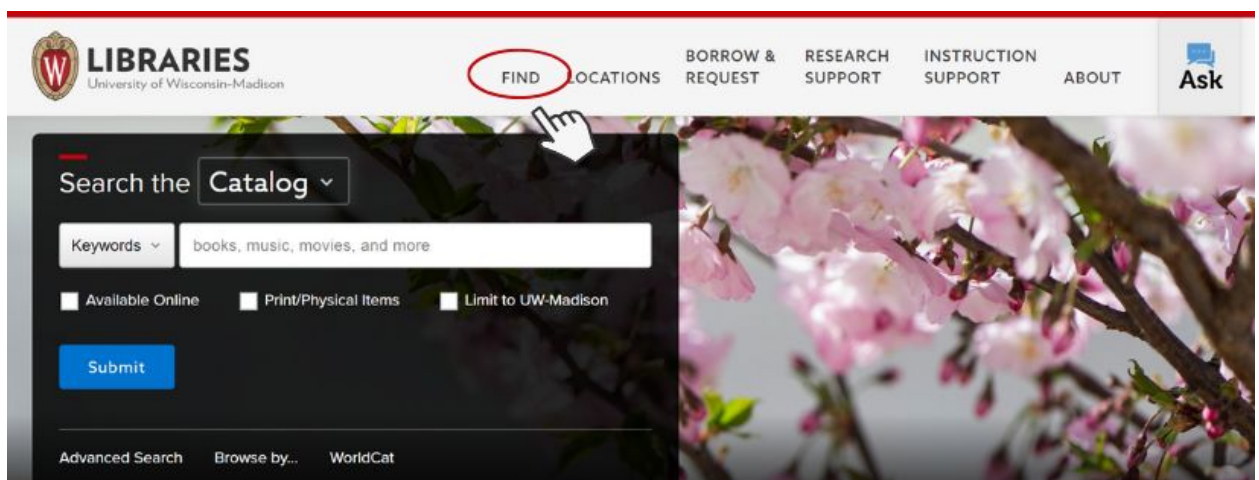 W
LIBRARIES
University of Wisconsin-Madison
FIND
LOCATIONS
BORROW &
REQUEST
RESEARCH
SUPPORT
INSTRUCTION
SUPPORT
ABOUT
Ask
Search the Catalog
Keywords books, music, movies, and more
Available Online Print/Physical Items Limit to UW-Madison
Submit
Advanced Search Browse by... WorldCat